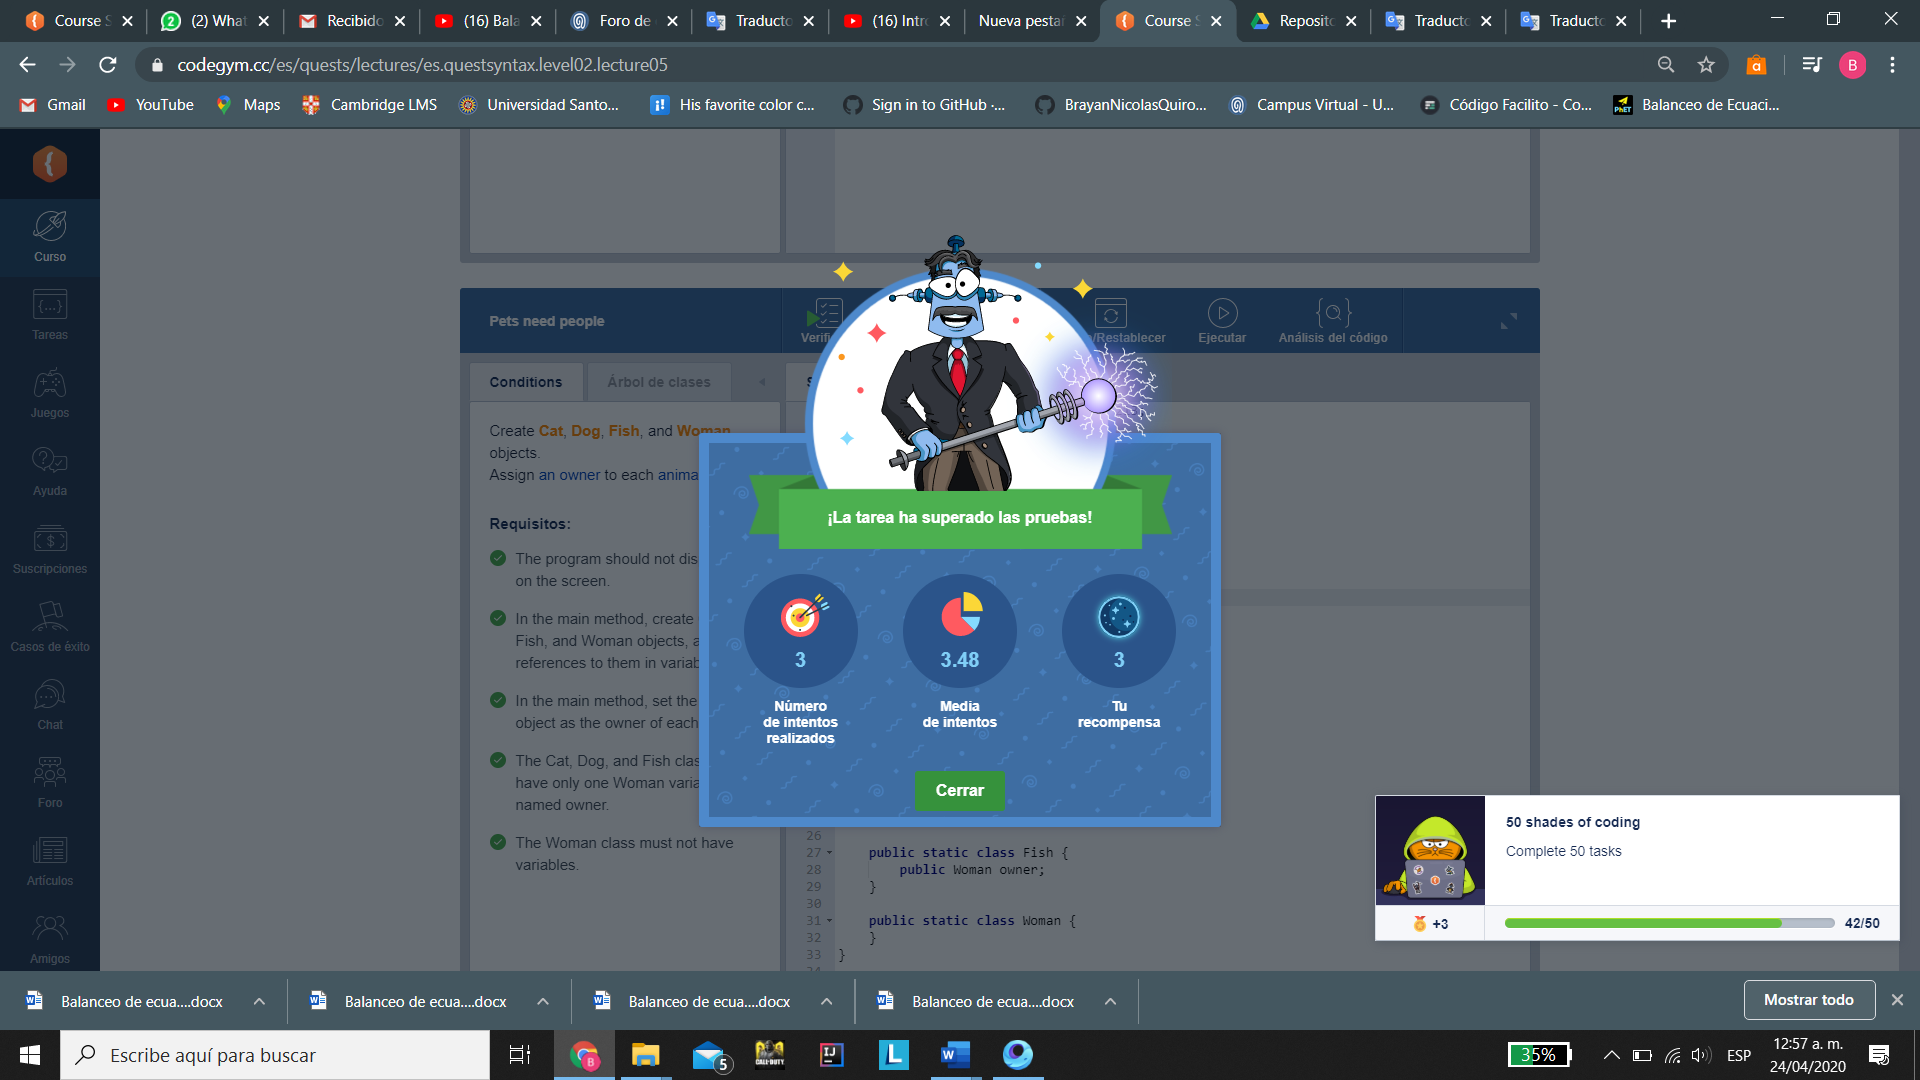 Course S
(2) What
Recibido
(16) Bala
Foro de
Traducto
(16) Intro
Nueva pesta
Course S
Reposito
Traducto
Traducto
codegym.cc/es/quests/lectures/es.questsyntax.level02.lecture05
B
Gmail
YouTube
Maps
Cambridge LMS
Universidad Santo...
His favorite color c...
Sign in to GitHub ·...
BrayanNicolasQuiro...
Campus Virtual - U...
Código Facilito - Co...
Balanceo de Ecuaci...
Curso
Tareas
Juegos
Ayuda
Suscripciones
Casos de éxito
Chat
Foro
Artículos
Amigos
Pets need people
Verifi
/Restablecer
Ejecutar
Análisis del código
Conditions
Árbol de clases
S
Create Cat, Dog, Fish, and Woman
objects.
Assign an owner to each anima
Requisitos:
The program should not dis
on the screen.
In the main method, create
Fish, and Woman objects, a
references to them in variab
In the main method, set the
object as the owner of each
The Cat, Dog, and Fish clas
have only one Woman varia
named owner.
The Woman class must not have
variables.
¡La tarea ha superado las pruebas!
3
Número
de intentos
realizados
3.48
Media
de intentos
3
Tu
recompensa
Cerrar
26
27 public static class Fish {
28 public Woman owner;
29 }
30
31 public static class Woman {
32 }
33 }
50 shades of coding
Complete 50 tasks
+3
42/50
Balanceo de ecua....docx
Balanceo de ecua....docx
Balanceo de ecua....docx
Balanceo de ecua....docx
Mostrar todo
Escribe aquí para buscar
5
35%
ESP
12:57 a. m.
24/04/2020